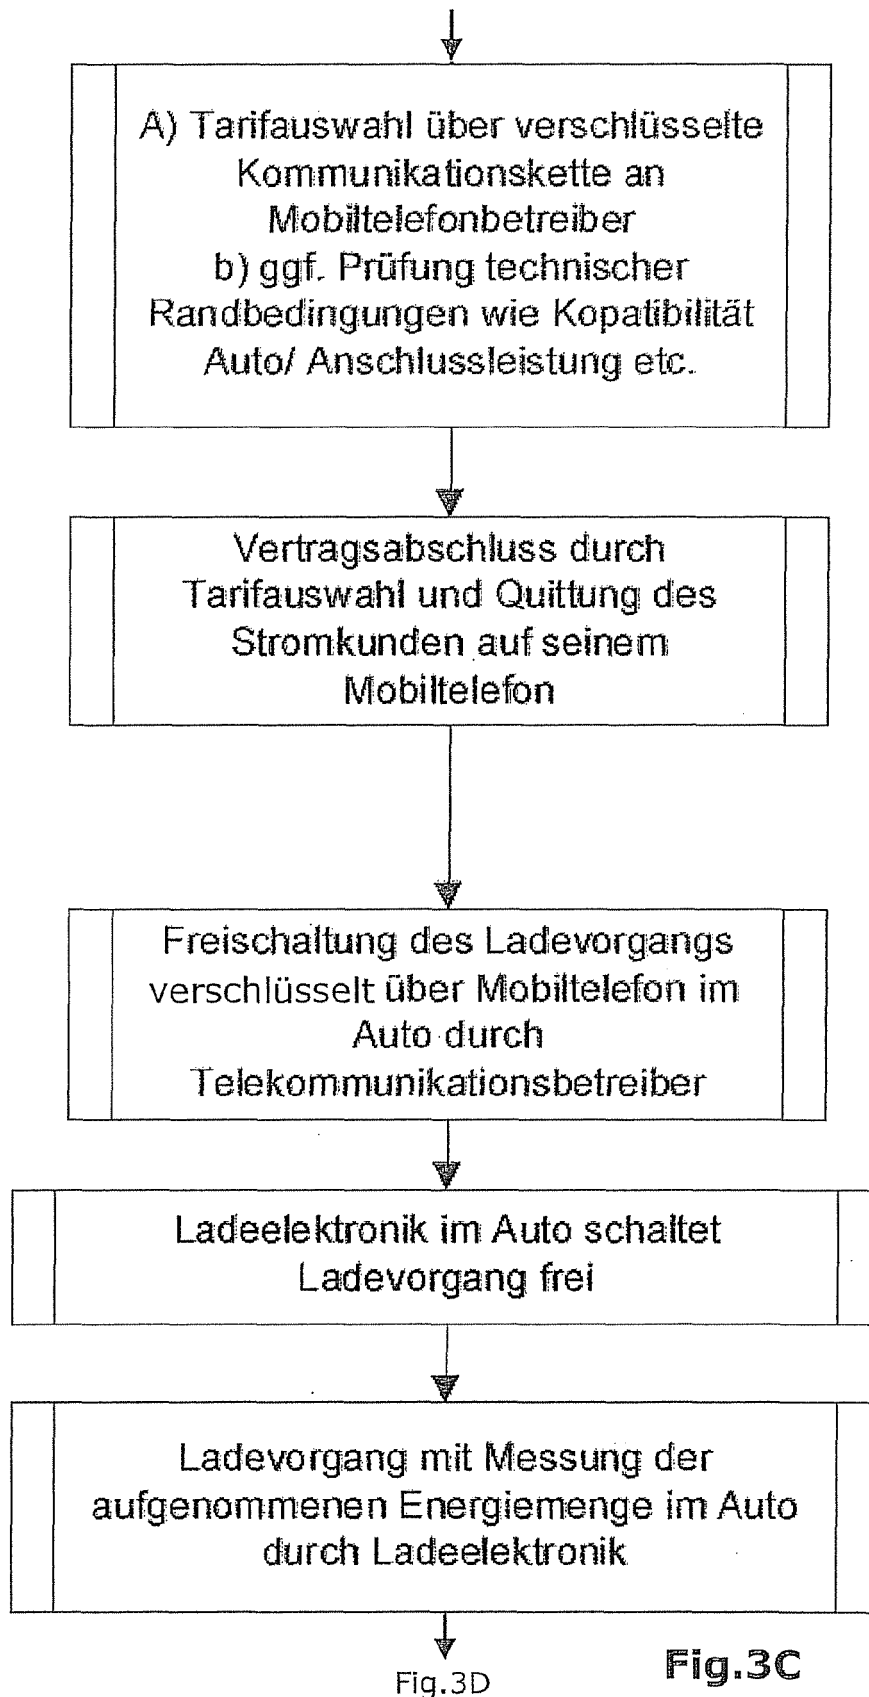 A) Tarifauswahl über verschlüsselte
Kommunikationskette an
Mobiltelefonbetreiber
b) ggf. Prüfung technischer
Randbedingungen wie Kopatibilität
Auto/ Anschlussleistung etc.
Vertragsabschluss durch
Tarifauswahl und Quittung des
Stromkunden auf seinem
Mobiltelefon
Freischaltung des Ladevorgangs
verschlüsselt über Mobiltelefon im
Auto durch
Telekommunikationsbetreiber
Ladeelektronik im Auto schaltet
Ladevorgang frei
Ladevorgang mit Messung der
aufgenommenen Energiemenge im Auto
durch Ladeelektronik
Fig.3D
Fig.3C